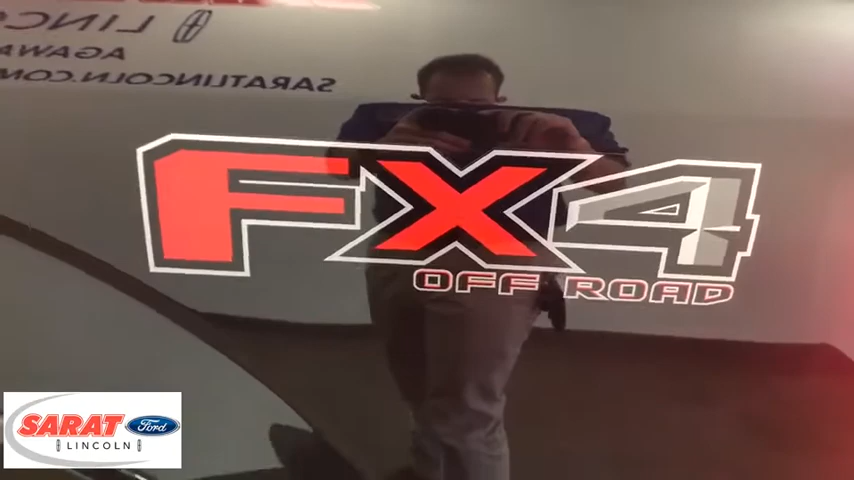 LINC
AGAWA
SARATLINCOLN.COM
FX4
OFF ROAD
SARAT Ford
LINCOLN